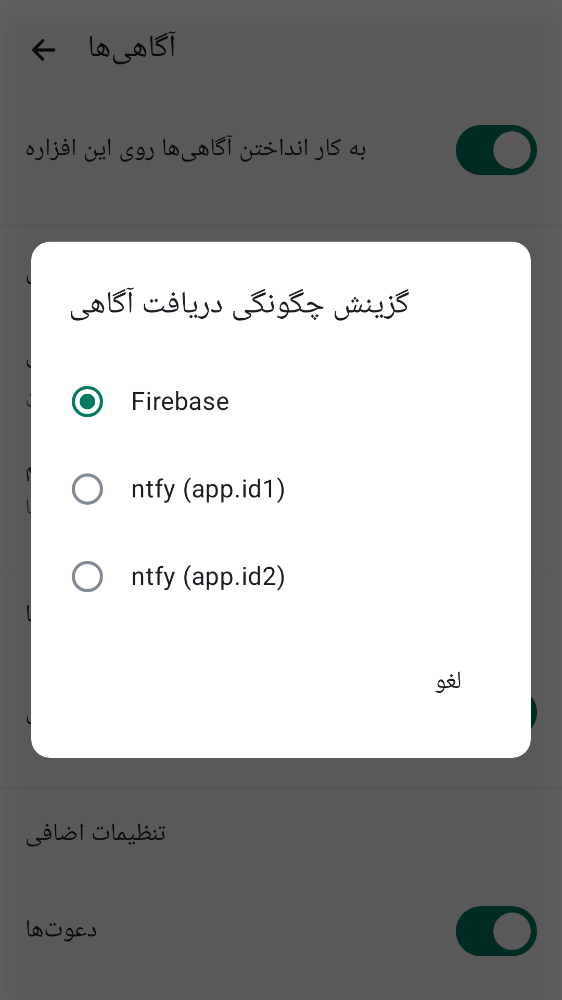 آگاهی‌ها
به کار انداختن آگاهی‌ها روی این افزاره
گزینش چگونگی دریافت آگاهی
Firebase
ntfy (app.id1)
ntfy (app.id2)
لغو
تنظیمات اضافی
دعوت‌ها